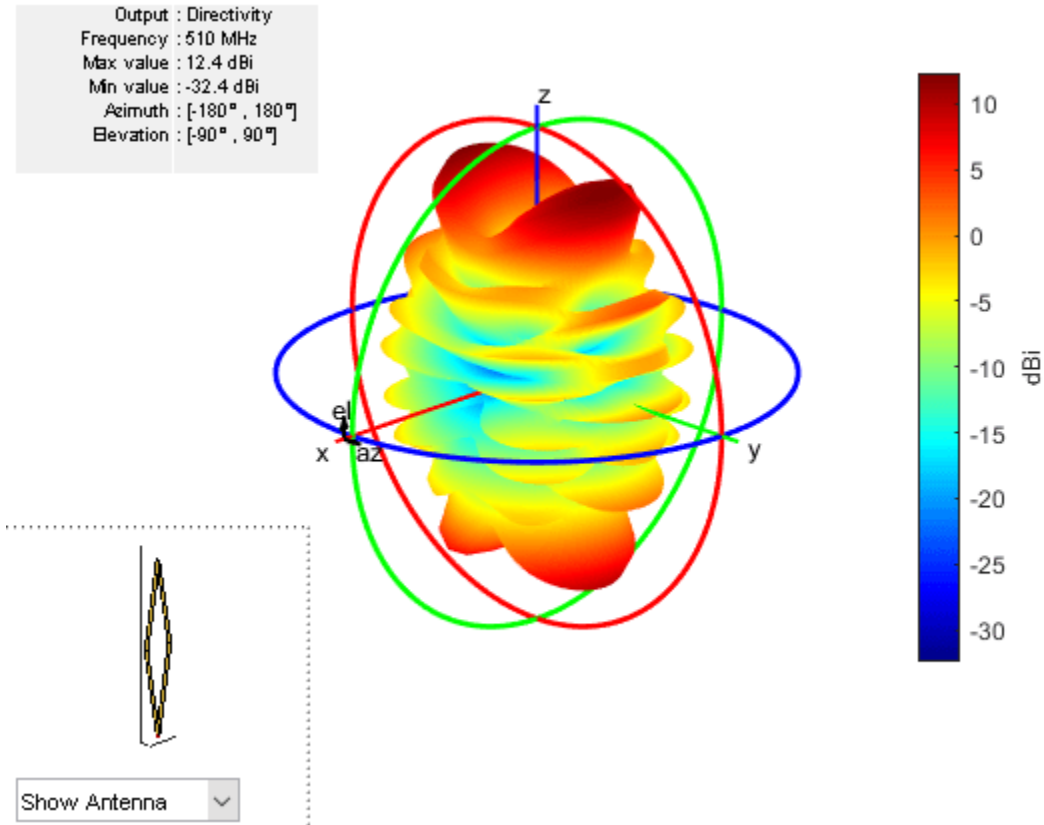 Output : Directivity
Frequency : 510 MHz
Max value : 12.4 dBi
Min value : -32.4 dBi
Azimuth : [-180° , 180°]
Elevation : [-90° , 90°]
z
x
el
az
y
10
5
0
-5
-10
-15
-20
-25
-30
dBi
Show Antenna